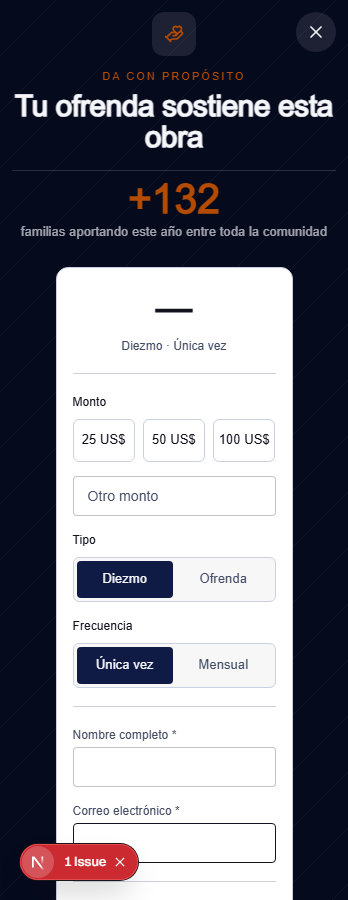 DA CON PROPÓSITO
Tu ofrenda sostiene esta
obra
+132
familias aportando este año entre toda la comunidad
—
Diezmo · Única vez
Monto
25 US$ 50 US$ 100 US$
Otro monto
Tipo
Diezmo Ofrenda
Frecuencia
Única vez Mensual
Nombre completo *
Correo electrónico *
N 1 Issue